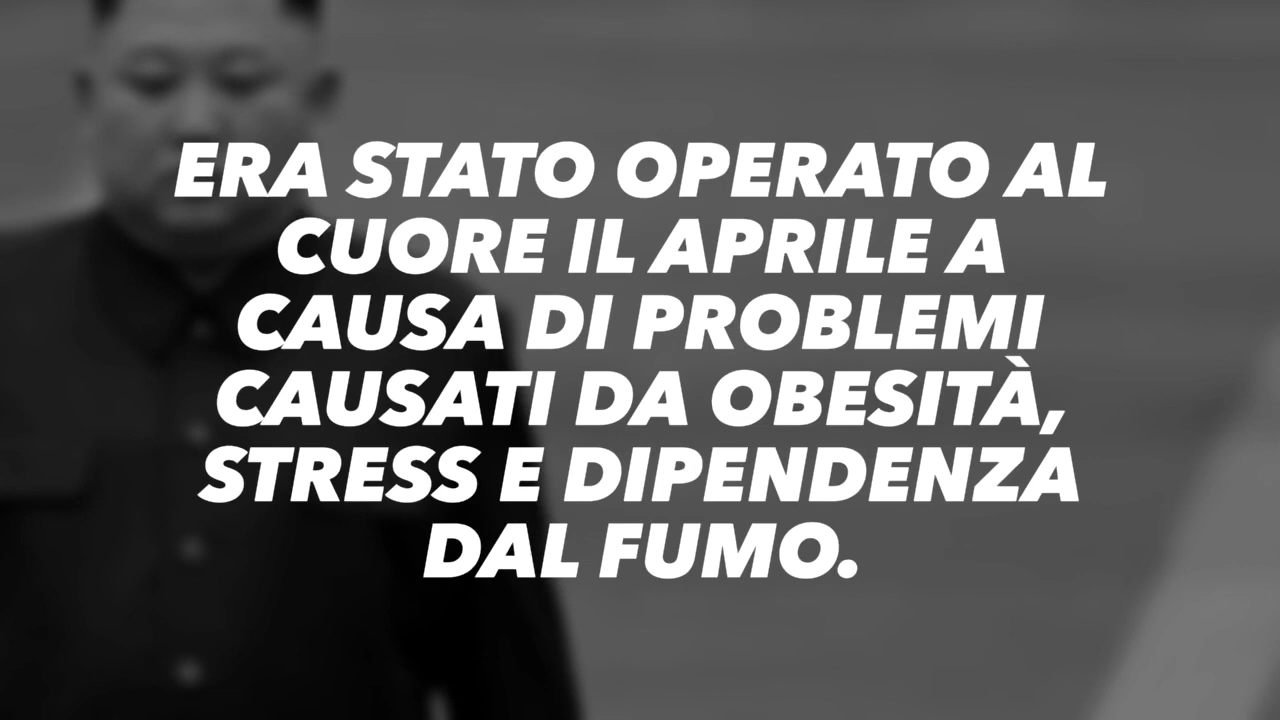 ERA STATO OPERATO AL
CUORE IL APRILE A
CAUSA DI PROBLEMI
CAUSATI DA OBESITÀ,
STRESS E DIPENDENZA
DAL FUMO.